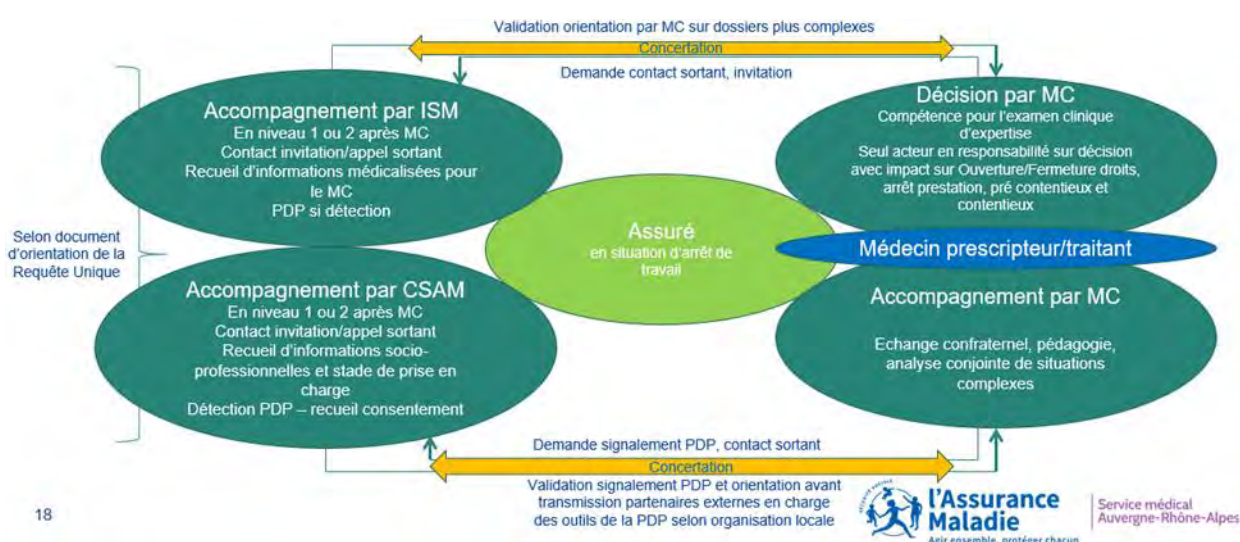 Validation orientation par MC sur dossiers plus complexes
Concertation
Demande contact sortant, invitation
Accompagnement par ISM
En niveau 1 ou 2 après MC
Contact invitation/appel sortant
Recueil d'informations médicalisées pour
le MC
PDP si détection
Décision par MC
Compétence pour l'examen clinique
d'expertise
Seul acteur en responsabilité sur décision
avec impact sur Ouverture/Fermeture droits,
arrêt prestation, pré contentieux et
contentieux
Selon document
d'orientation de la
Requête Unique
Assuré
en situation d'arrêt de
travail
Médecin prescripteur/traitant
Accompagnement par CSAM
En niveau 1 ou 2 après MC
Contact invitation/appel sortant
Recueil d'informations socio-
professionnelles et stade de prise en
charge
Détection PDP – recueil consentement
Accompagnement par MC
Echange confraternel, pédagogie,
analyse conjointe de situations
complexes
Demande signalement PDP, contact sortant
Concertation
Validation signalement PDP et orientation avant
transmission partenaires externes en charge
des outils de la PDP selon organisation locale
18
l'Assurance
Maladie
Agir ensemble, protéger chacun
Service médical
Auvergne-Rhône-Alpes